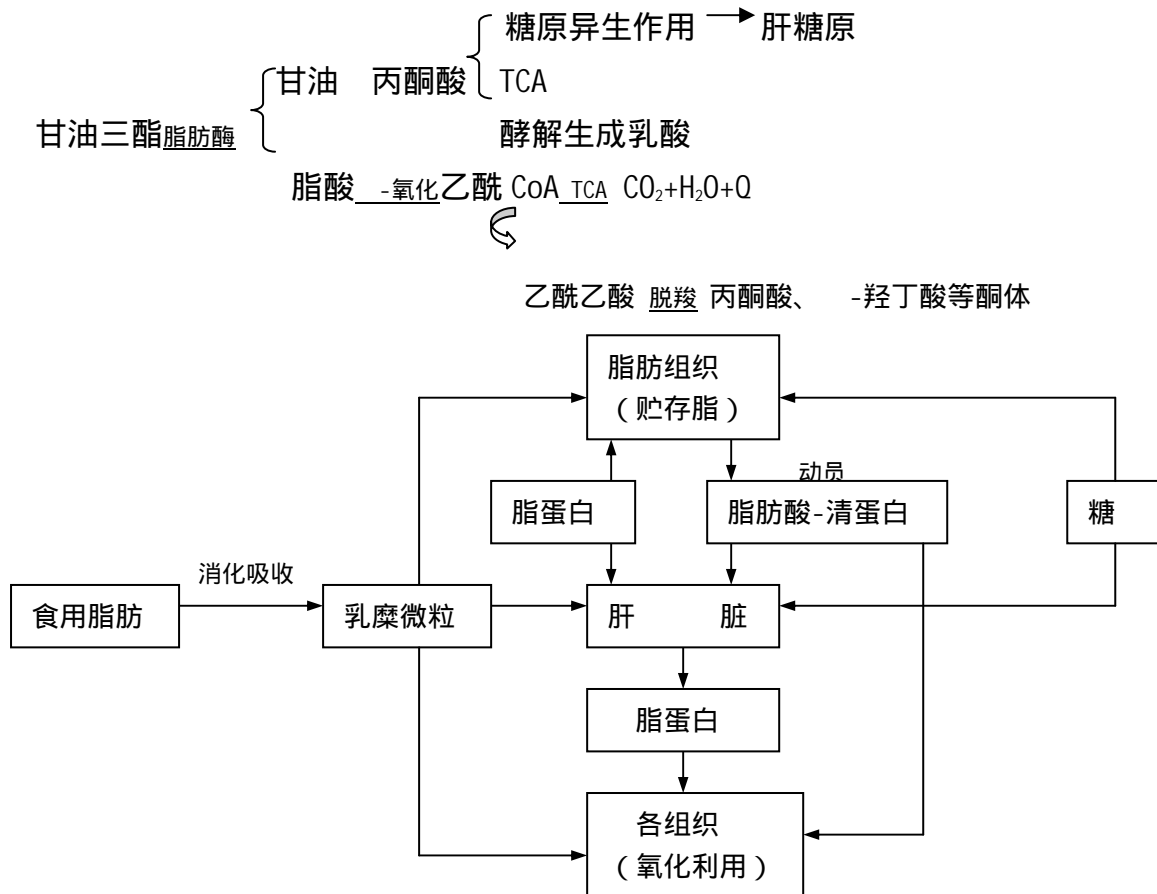 糖原异生作用 → 肝糖原
甘油 丙酮酸 TCA
甘油三酯 脂肪酶
酵解生成乳酸
脂酸 -氧化 乙酰 CoA TCA CO₂+H₂O+Q
乙酰乙酸 脱羧 丙酮酸、 -羟丁酸等酮体
脂肪组织
（贮存脂）
动员
脂蛋白
脂肪酸-清蛋白
糖
消化吸收
食用脂肪
乳糜微粒
肝 脏
脂蛋白
各组织
（氧化利用）